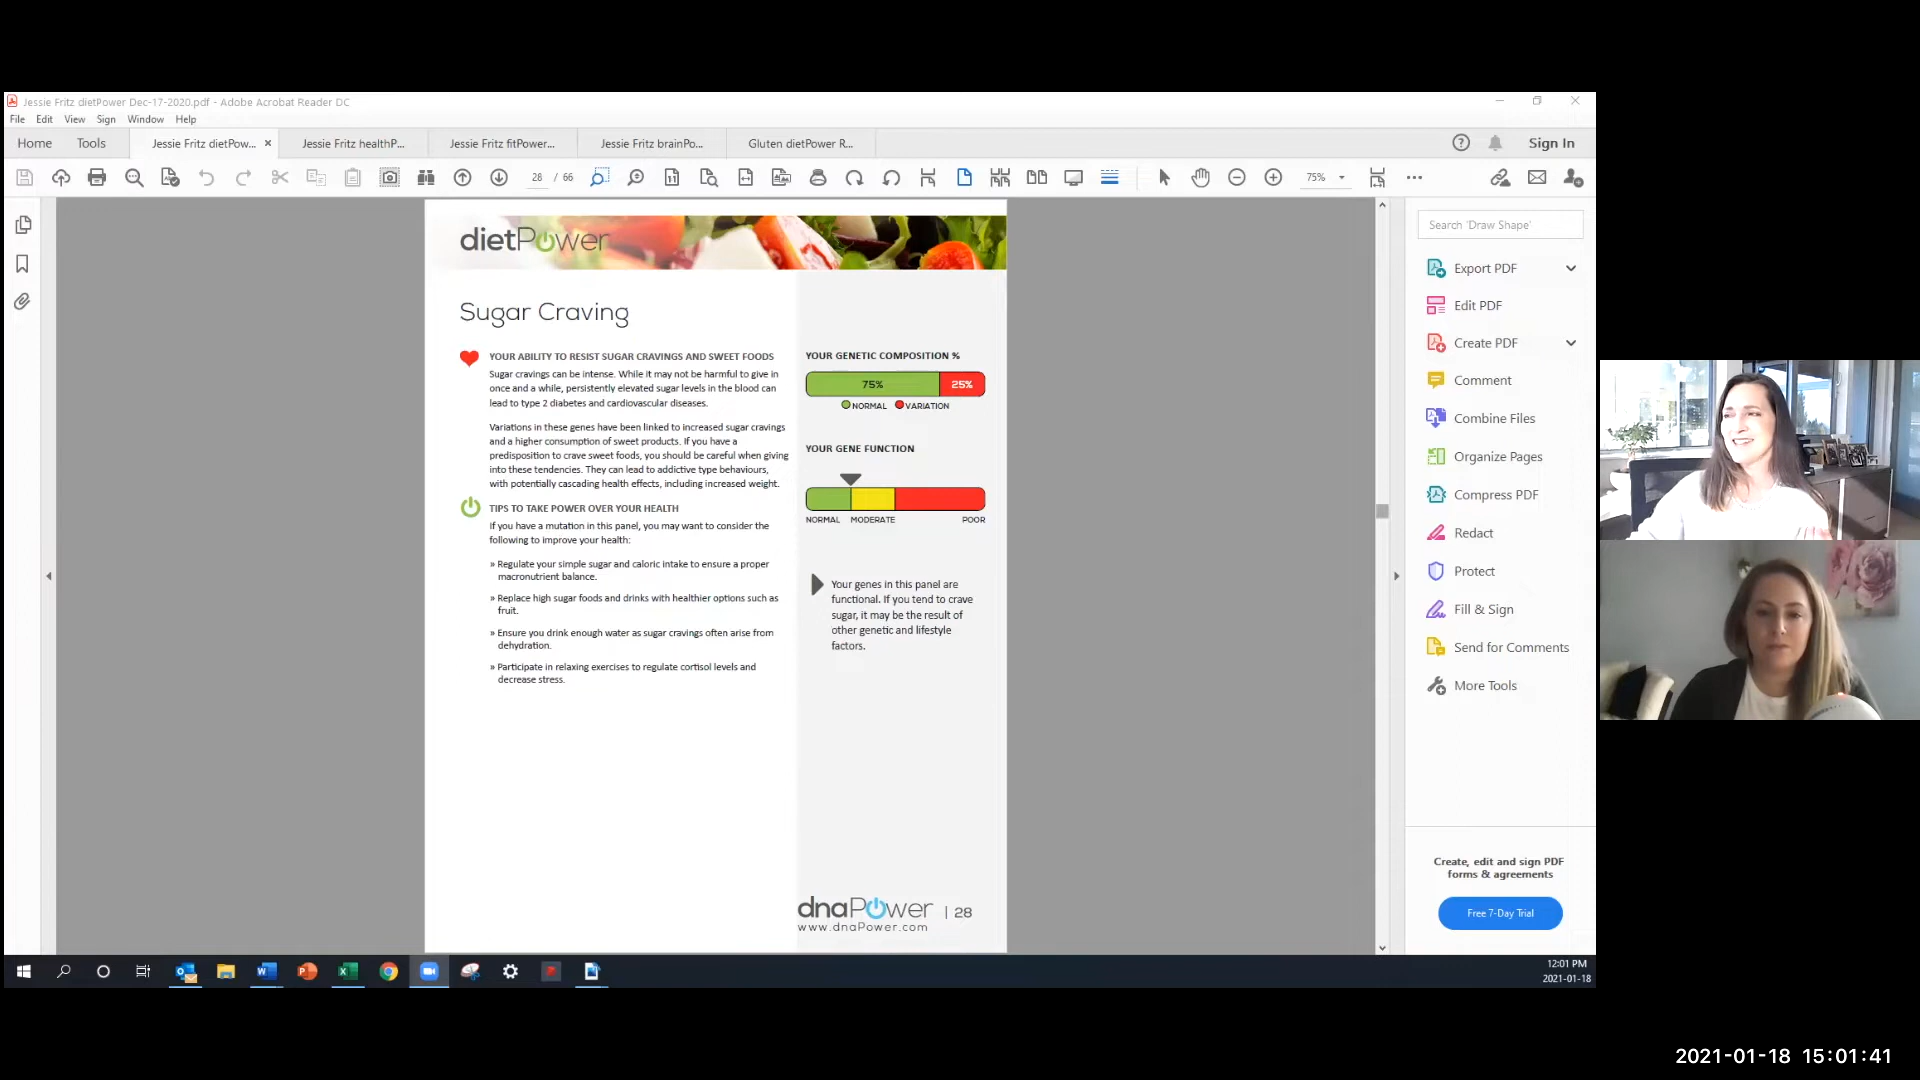 Jessie Fritz dietPower Dec-17-2020.pdf - Adobe Acrobat Reader DC
File Edit View Sign Window Help
Home Tools Jessie Fritz dietPow... × Jessie Fritz healthP... Jessie Fritz fitPower... Jessie Fritz brainPo... Gluten dietPower R... Sign In
28 / 66 75%
dietPower
Sugar Craving
YOUR ABILITY TO RESIST SUGAR CRAVINGS AND SWEET FOODS
Sugar cravings can be intense. While it may not be harmful to give in
once and a while, persistently elevated sugar levels in the blood can
lead to type 2 diabetes and cardiovascular diseases.
Variations in these genes have been linked to increased sugar cravings
and a higher consumption of sweet products. If you have a
predisposition to crave sweet foods, you should be careful when giving
into these tendencies. They can lead to addictive type behaviours,
with potentially cascading health effects, including increased weight.
TIPS TO TAKE POWER OVER YOUR HEALTH
If you have a mutation in this panel, you may want to consider the
following to improve your health:
» Regulate your simple sugar and caloric intake to ensure a proper
macronutrient balance.
» Replace high sugar foods and drinks with healthier options such as
fruit.
» Ensure you drink enough water as sugar cravings often arise from
dehydration.
» Participate in relaxing exercises to regulate cortisol levels and
decrease stress.
YOUR GENETIC COMPOSITION %
75% 25%
NORMAL VARIATION
YOUR GENE FUNCTION
NORMAL MODERATE POOR
Your genes in this panel are
functional. If you tend to crave
sugar, it may be the result of
other genetic and lifestyle
factors.
dnaPower | 28
www.dnaPower.com
Search 'Draw Shape'
Export PDF
Edit PDF
Create PDF
Comment
Combine Files
Organize Pages
Compress PDF
Redact
Protect
Fill & Sign
Send for Comments
More Tools
Create, edit and sign PDF
forms & agreements
Free 7-Day Trial
12:01 PM
2021-01-18
2021-01-18 15:01:41